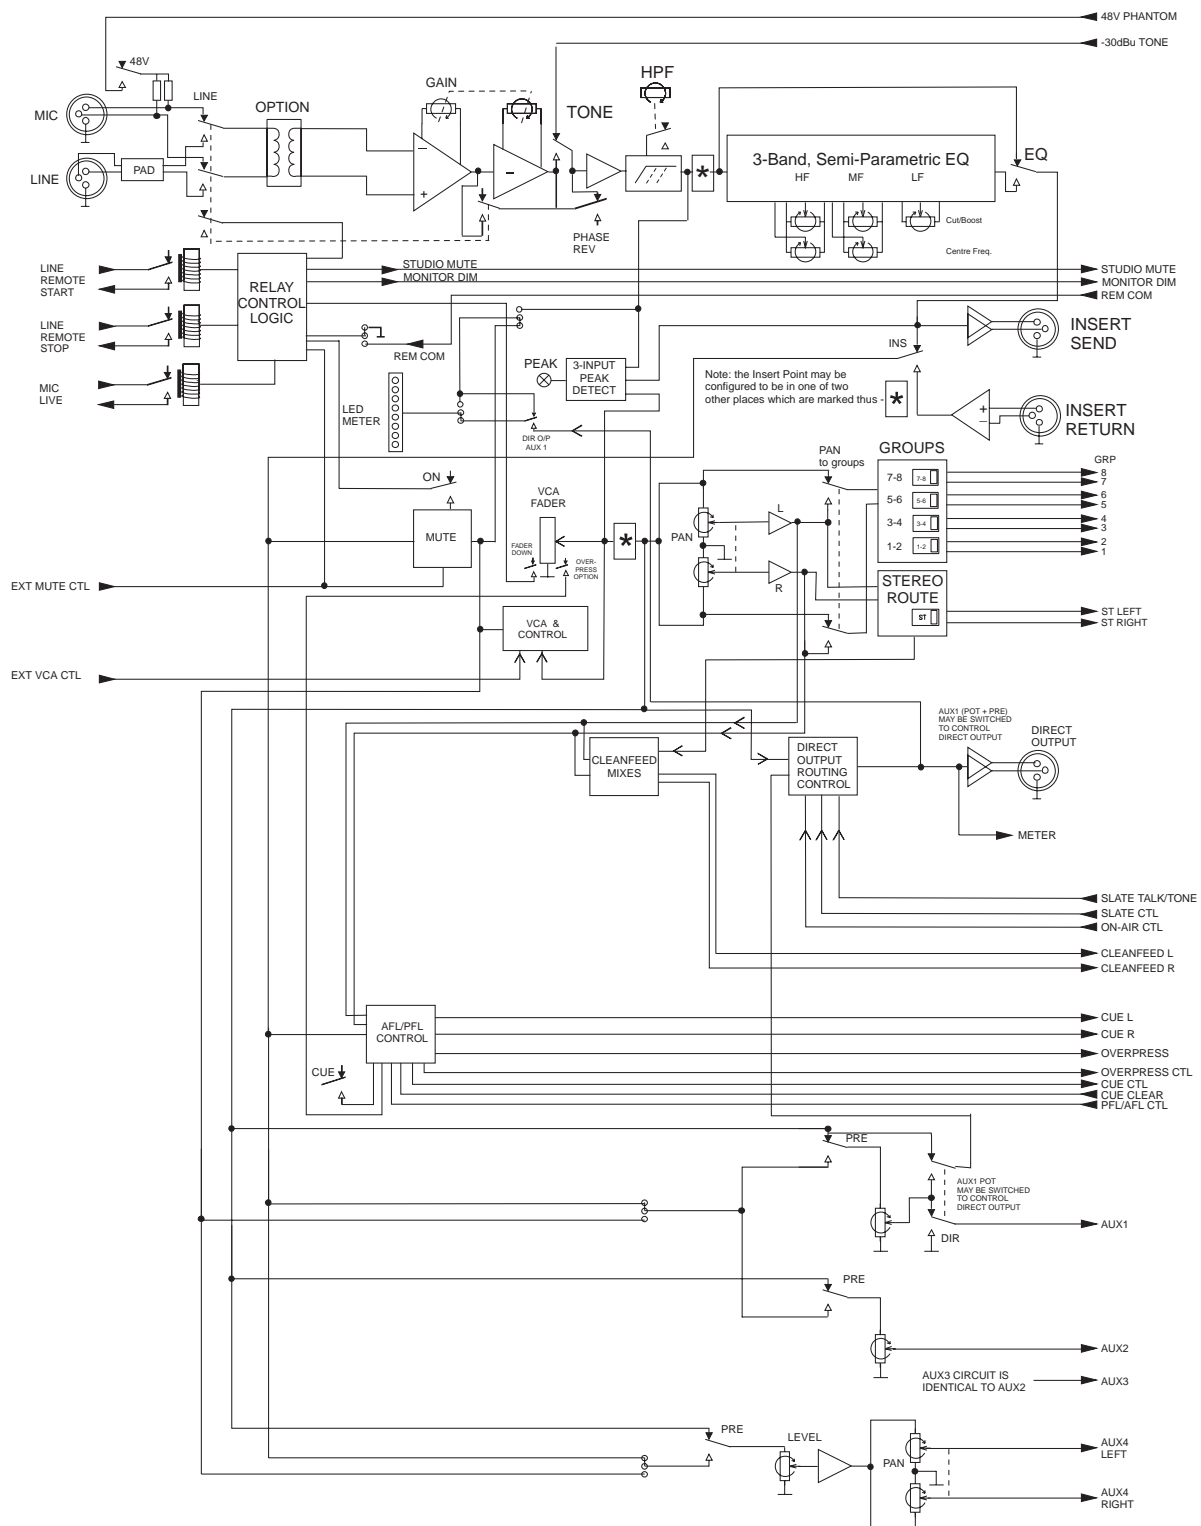 48V PHANTOM
-30dBu TONE
48V
HPF
GAIN
LINE
OPTION
TONE
MIC
EQ
3-Band, Semi-Parametric EQ
HF MF LF
LINE
PAD
*
Cut/Boost
PHASE
REV
Centre Freq.
LINE
REMOTE
START
STUDIO MUTE
MONITOR DIM
STUDIO MUTE
MONITOR DIM
REM COM
RELAY
CONTROL
LOGIC
LINE
REMOTE
STOP
INSERT
SEND
INS
REM COM
PEAK
3-INPUT
PEAK
DETECT
Note: the Insert Point may be
configured to be in one of two
other places which are marked thus -
*
MIC
LIVE
LED
METER
INSERT
RETURN
DIR O/P
AUX 1
PAN
to groups
GROUPS
GRP
7-8
7-8
8
7
5-6
5-6
6
5
3-4
3-4
4
3
1-2
1-2
2
1
ON
VCA
FADER
MUTE
*
PAN
L
R
FADER
DOWN
OVER-
PRESS
OPTION
EXT MUTE CTL
STEREO
ROUTE
ST
ST LEFT
ST RIGHT
VCA &
CONTROL
EXT VCA CTL
AUX1 (POT + PRE)
MAY BE SWITCHED
TO CONTROL
DIRECT OUTPUT
DIRECT
OUTPUT
CLEANFEED
MIXES
DIRECT
OUTPUT
ROUTING
CONTROL
METER
SLATE TALK/TONE
SLATE CTL
ON-AIR CTL
CLEANFEED L
CLEANFEED R
AFL/PFL
CONTROL
CUE L
CUE R
OVERPRESS
CUE
OVERPRESS CTL
CUE CTL
CUE CLEAR
PFL/AFL CTL
PRE
AUX1 POT
MAY BE SWITCHED
TO CONTROL
DIRECT OUTPUT
DIR
AUX1
PRE
AUX2
AUX3 CIRCUIT IS
IDENTICAL TO AUX2
AUX3
PRE
LEVEL
PAN
AUX4
LEFT
AUX4
RIGHT